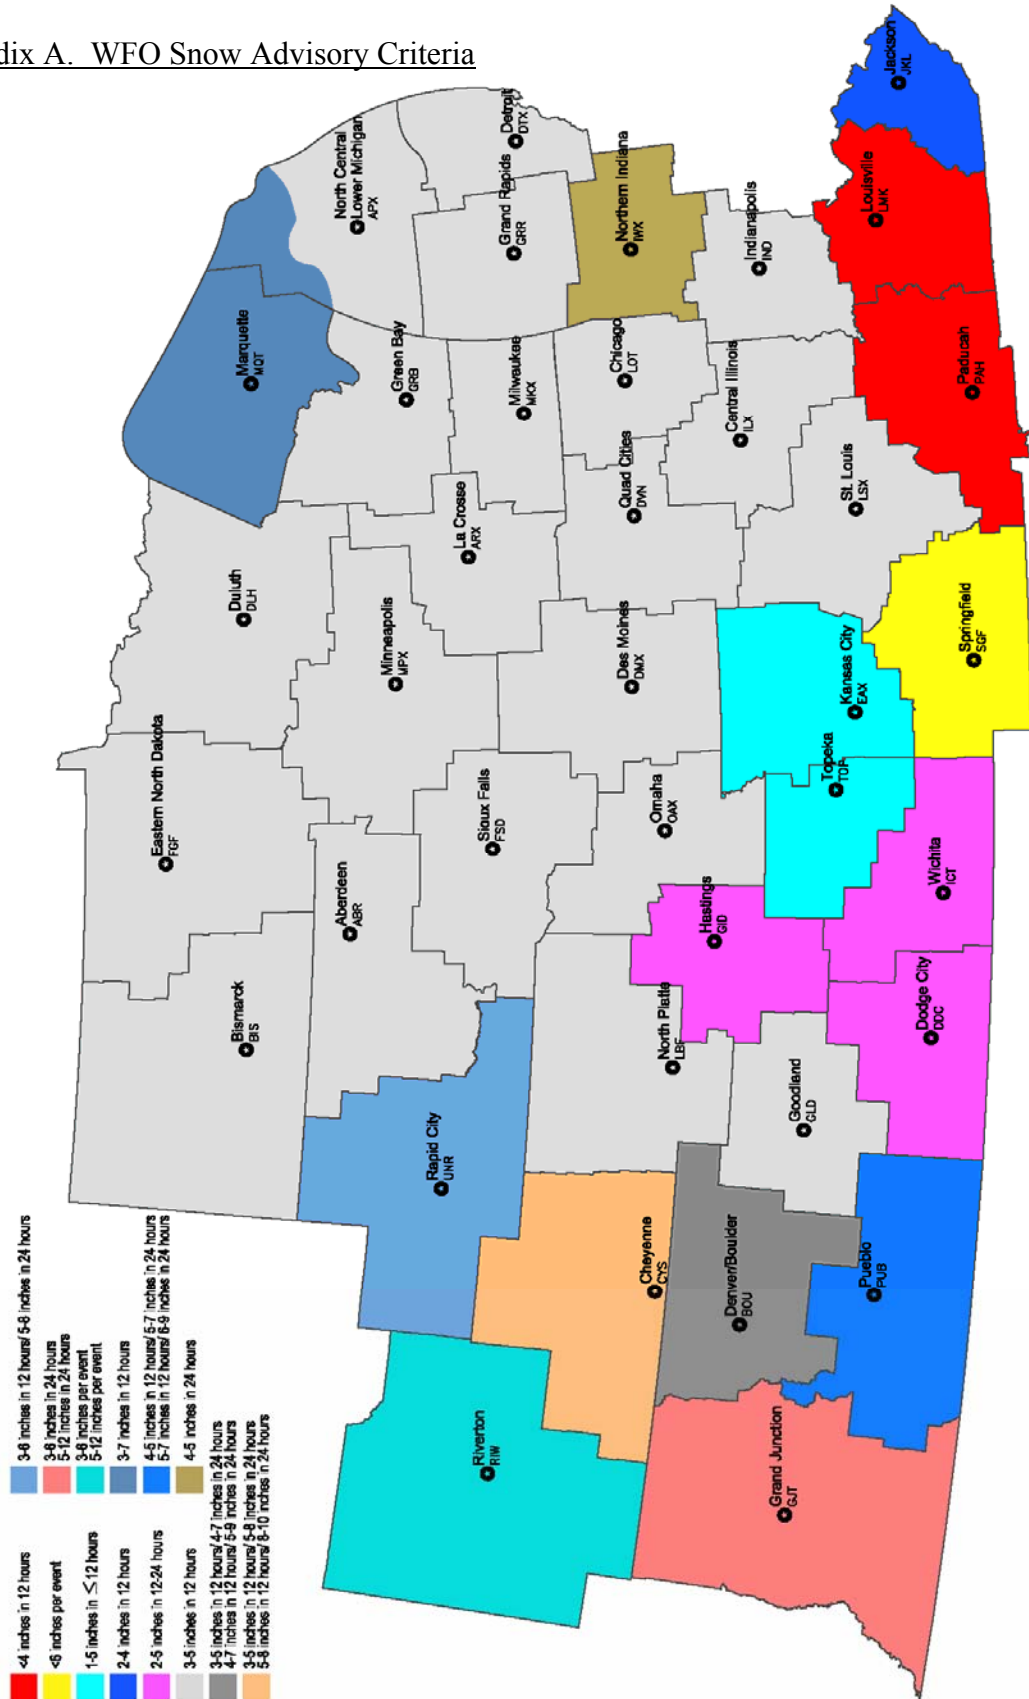 dix A. WFO Snow Advisory Criteria
<4 inches in 12 hours
<6 inches per event
1-5 inches in ≤12 hours
2-4 inches in 12 hours
2-5 inches in 12-24 hours
3-5 inches in 12 hours
3-5 inches in 12 hours/ 4-7 inches in 24 hours
4-7 inches in 12 hours/ 5-9 inches in 24 hours
3-5 inches in 12 hours/ 5-8 inches in 24 hours
5-8 inches in 12 hours/ 8-10 inches in 24 hours
3-6 inches in 12 hours/ 5-8 inches in 24 hours
3-8 inches in 24 hours
5-12 inches in 24 hours
3-6 inches per event
5-12 inches per event
3-7 inches in 12 hours
4-5 inches in 12 hours/ 5-7 inches in 24 hours
5-7 inches in 12 hours/ 6-9 inches in 24 hours
4-5 inches in 24 hours
Bismarck
BIS
Eastern North Dakota
FGF
Duluth
DLH
Marquette
MQT
North Central
Lower Michigan
APX
Rapid City
UNR
Aberdeen
ABR
Minneapolis
MPX
Green Bay
GRB
Riverton
RIW
Sioux Falls
FSD
La Crosse
ARX
Milwaukee
MKX
Grand Rapids
GRR
Detroit
DTX
Cheyenne
CYS
North Platte
LBF
Omaha
OAX
Des Moines
DMX
Quad Cities
DVN
Chicago
LOT
Northern Indiana
IWX
Hastings
GID
Denver/Boulder
BOU
Central Illinois
ILX
Indianapolis
IND
Grand Junction
GJT
Goodland
GLD
Topeka
TOP
Kansas City
EAX
St. Louis
LSX
Louisville
LMK
Jackson
JKL
Pueblo
PUB
Dodge City
DDC
Wichita
ICT
Springfield
SGF
Paducah
PAH